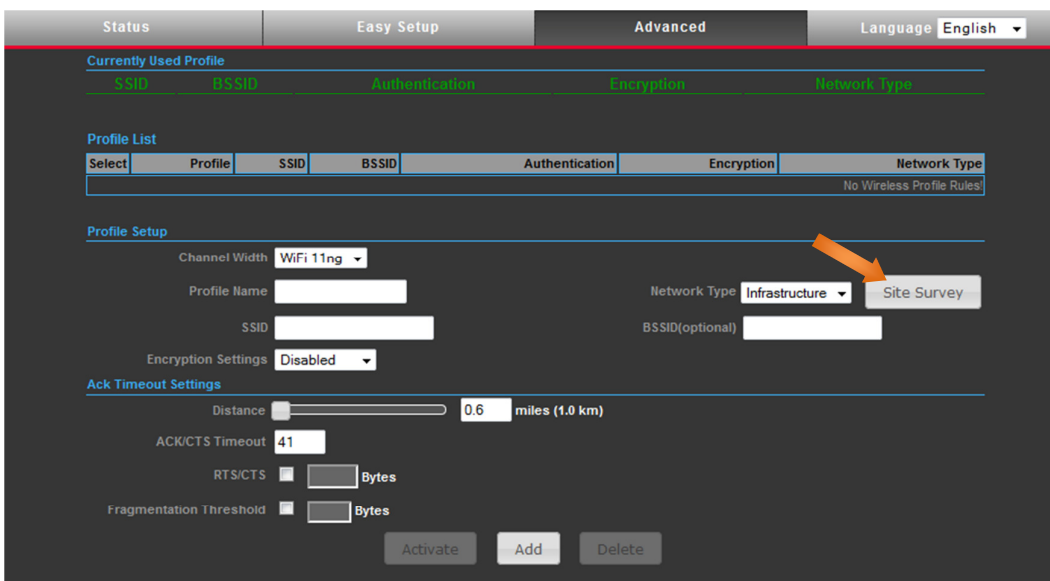 Status Easy Setup Advanced Language English
Currently Used Profile
SSID BSSID Authentication Encryption Network Type
Profile List
Select Profile SSID BSSID Authentication Encryption Network Type
No Wireless Profile Rules!
Profile Setup
Channel Width WiFi 11ng
Profile Name Network Type Infrastructure Site Survey
SSID BSSID(optional)
Encryption Settings Disabled
Ack Timeout Settings
Distance 0.6 miles (1.0 km)
ACK/CTS Timeout 41
RTS/CTS Bytes
Fragmentation Threshold Bytes
Activate Add Delete